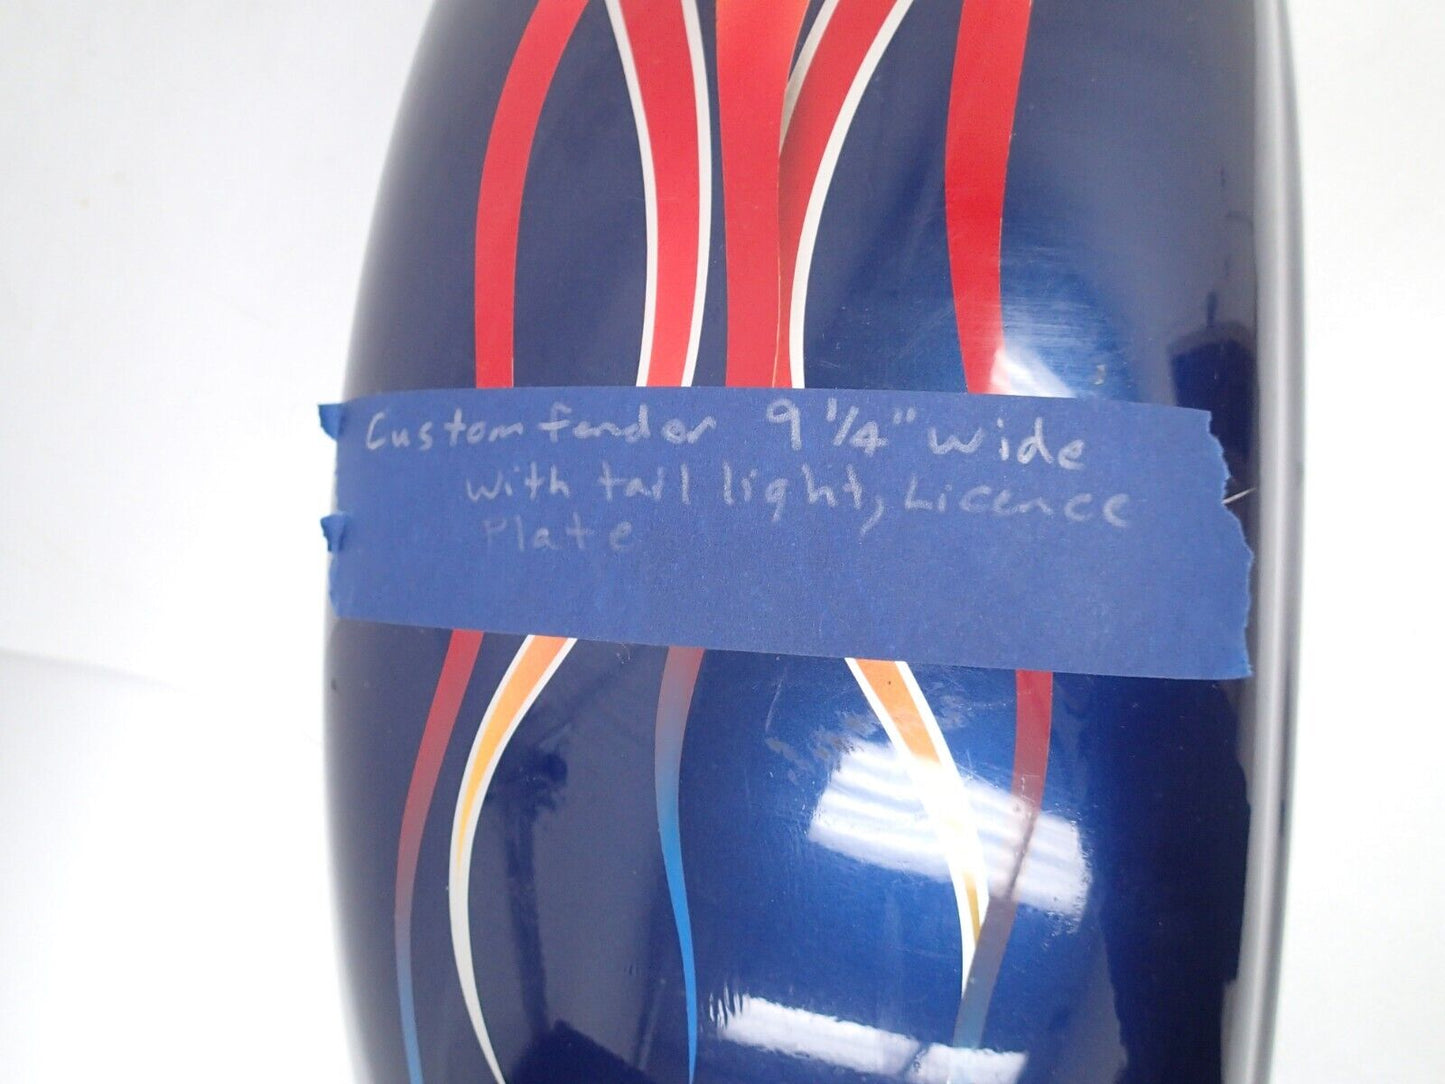 Custom fender 9 1/4" wide
with tail light, Licence
Plate